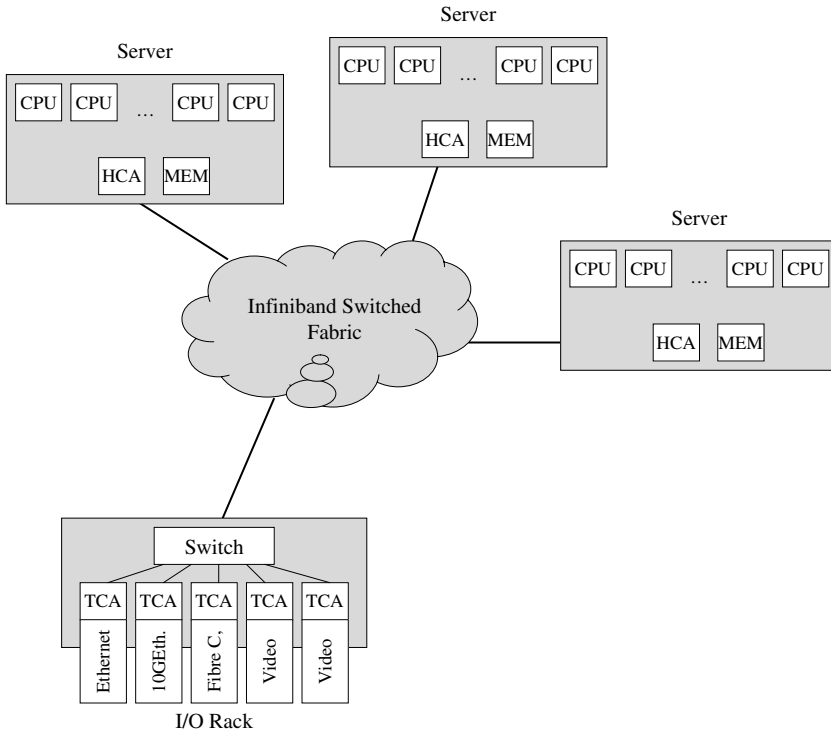 Server
CPU CPU ... CPU CPU
HCA MEM
Server
CPU CPU ... CPU CPU
HCA MEM
Server
CPU CPU ... CPU CPU
HCA MEM
Infiniband Switched
Fabric
Switch
TCA TCA TCA TCA TCA
Ethernet
10GEth.
Fibre C,
Video
Video
I/O Rack